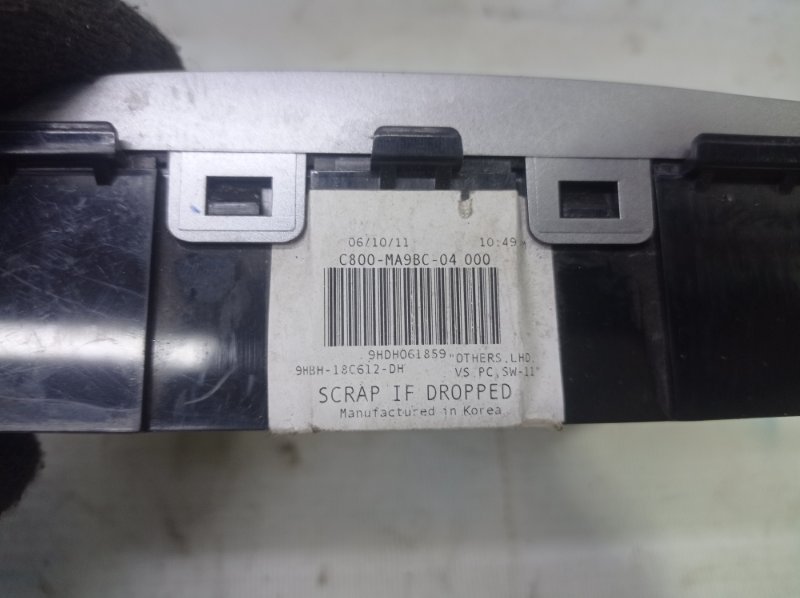 06/10/11 10:49
C800-MA9BC-04 000
9HDH061859 "OTHERS,LHD,
9HBH-18C612-DH VS,PC,SW-11"
SCRAP IF DROPPED
Manufactured in Korea